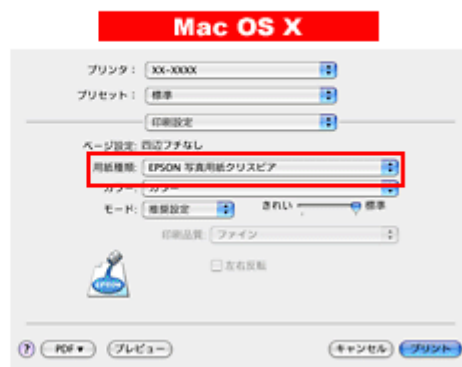 Mac OS X
プリンタ： XX-XXXX
プリセット： 標準
印刷設定
ページ設定: 四辺フチなし
用紙種類: EPSON 写真用紙クリスピア
カラー: カラー
モード: 推奨設定 きれい 標準
印刷品質: ファイン
左右反転
EPSON
? PDF▼ プレビュー キャンセル プリント